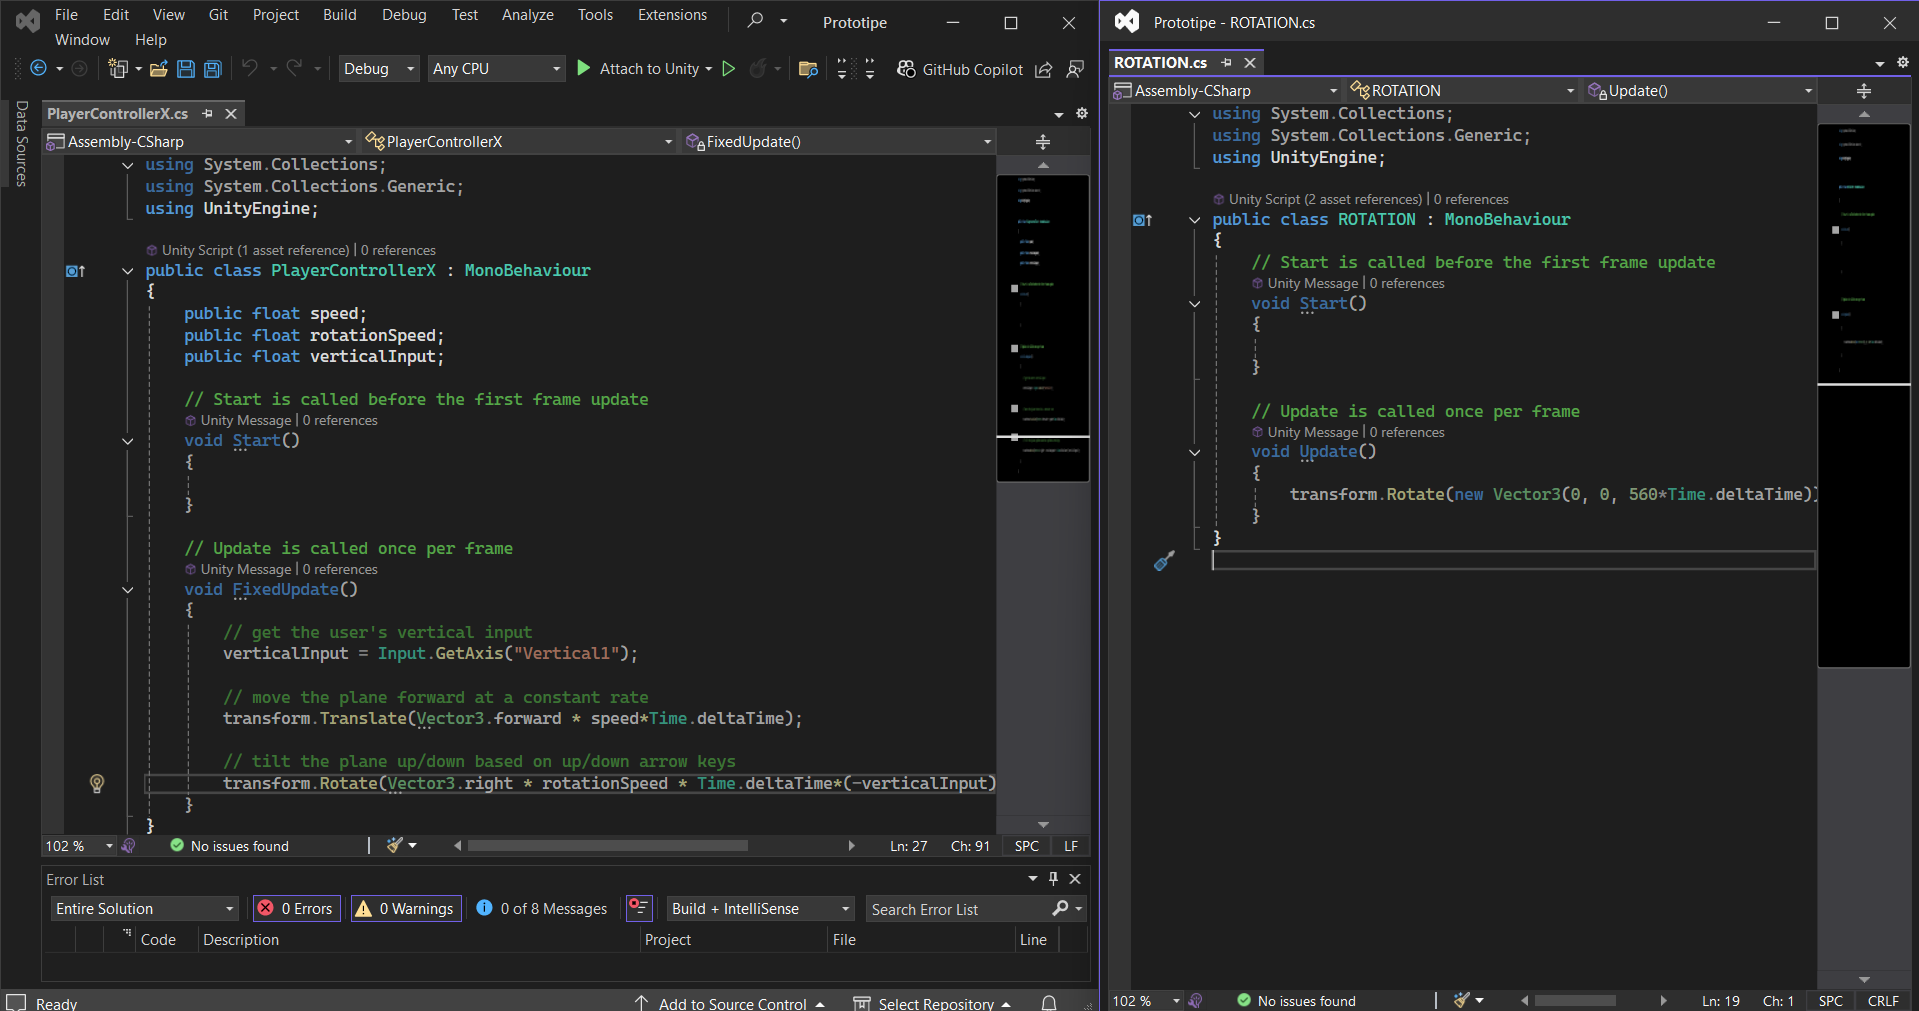 File Edit View Git Project Build Debug Test Analyze Tools Extensions Prototipe
Window Help
Debug Any CPU Attach to Unity GitHub Copilot
Data Sources
PlayerControllerX.cs
Assembly-CSharp PlayerControllerX FixedUpdate()
using System.Collections;
using System.Collections.Generic;
using UnityEngine;
Unity Script (1 asset reference) | 0 references
public class PlayerControllerX : MonoBehaviour
{
public float speed;
public float rotationSpeed;
public float verticalInput;
// Start is called before the first frame update
Unity Message | 0 references
void Start()
{
}
// Update is called once per frame
Unity Message | 0 references
void FixedUpdate()
{
// get the user's vertical input
verticalInput = Input.GetAxis("Vertical1");
// move the plane forward at a constant rate
transform.Translate(Vector3.forward * speed*Time.deltaTime);
// tilt the plane up/down based on up/down arrow keys
transform.Rotate(Vector3.right * rotationSpeed * Time.deltaTime*(-verticalInput)
}
}
102 % No issues found Ln: 27 Ch: 91 SPC LF
Error List
Entire Solution 0 Errors 0 Warnings 0 of 8 Messages Build + IntelliSense Search Error List
Code Description Project File Line
Ready Add to Source Control Select Repository
Prototipe - ROTATION.cs
ROTATION.cs
Assembly-CSharp ROTATION Update()
using System.Collections;
using System.Collections.Generic;
using UnityEngine;
Unity Script (2 asset references) | 0 references
public class ROTATION : MonoBehaviour
{
// Start is called before the first frame update
Unity Message | 0 references
void Start()
{
}
// Update is called once per frame
Unity Message | 0 references
void Update()
{
transform.Rotate(new Vector3(0, 0, 560*Time.deltaTime))
}
}
102 % No issues found Ln: 19 Ch: 1 SPC CRLF